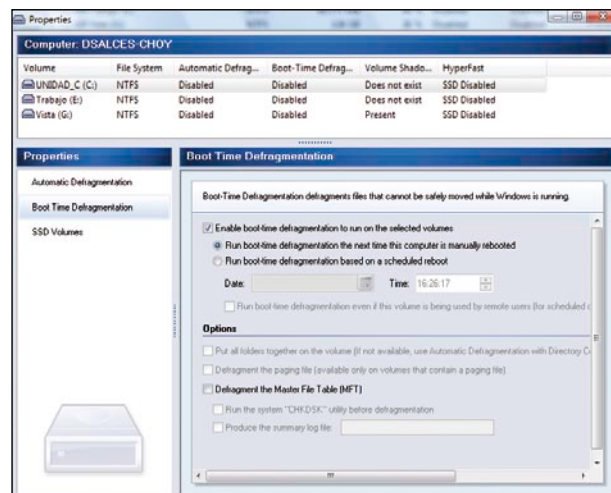 Properties
Computer: DSALCES-CHOY
Volume File System Automatic Defrag... Boot-Time Defrag... Volume Shado... HyperFast
UNIDAD_C (C:) NTFS Disabled Disabled Does not exist SSD Disabled
Trabajo (E:) NTFS Disabled Disabled Does not exist SSD Disabled
Vista (G:) NTFS Disabled Disabled Present SSD Disabled
Properties
Automatic Defragmentation
Boot Time Defragmentation
SSD Volumes
Boot Time Defragmentation
Boot-Time Defragmentation defragments files that cannot be safely moved while Windows is running.
Enable boot-time defragmentation to run on the selected volumes
Run boot-time defragmentation the next time this computer is manually rebooted
Run boot-time defragmentation based on a scheduled reboot
Date: Time: 16:26:17
Run boot-time defragmentation even if this volume is being used by remote users (for scheduled
Options
Put all folders together on the volume (If not available, use Automatic Defragmentation with Directory
Defragment the paging file (available only on volumes that contain a paging file)
Defragment the Master File Table (MFT)
Run the system "CHKDSK" utility before defragmentation
Produce the summary log file: